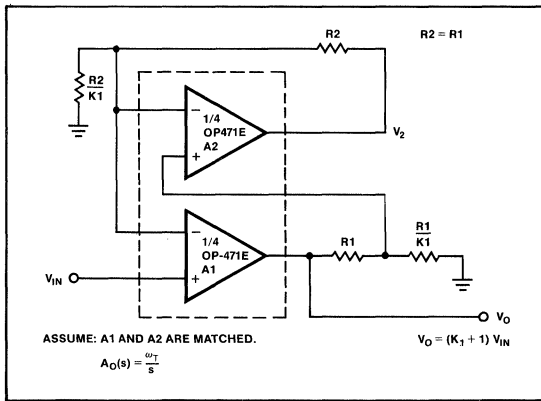 R2
R2 = R1
R2
K1
−
1/4
OP471E
A2
+
V2
−
1/4
OP-471E
A1
+
R1
R1
K1
VIN
VO
ASSUME: A1 AND A2 ARE MATCHED.
AO(s) = ωT
s
VO = (K1 + 1) VIN